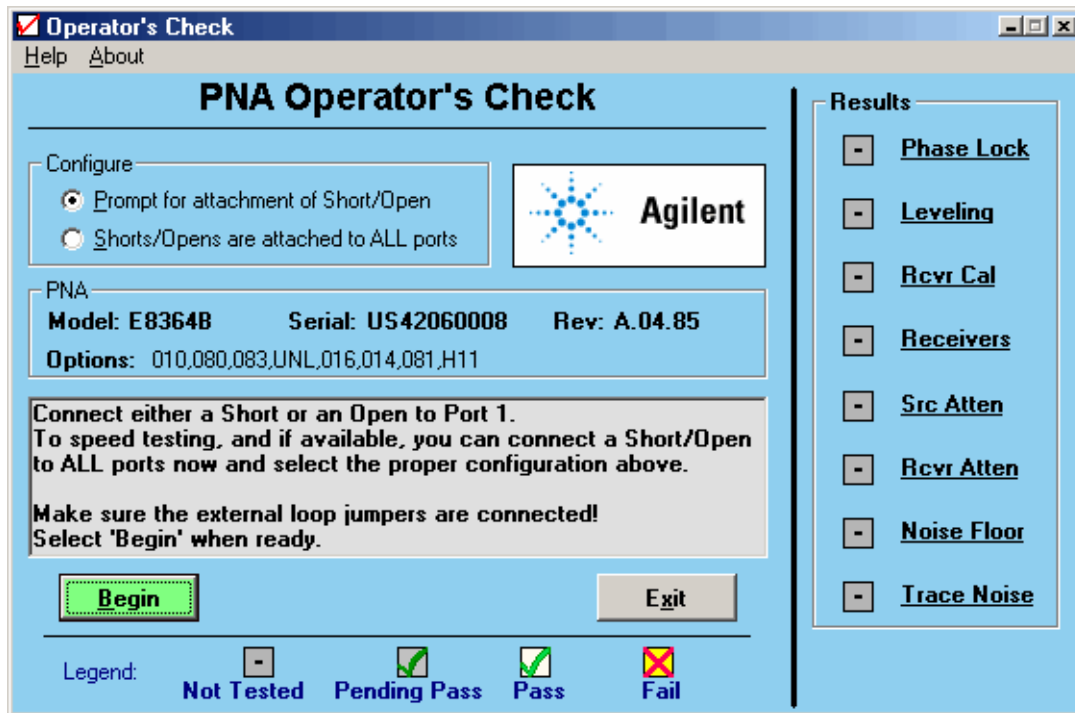 Operator's Check
Help About
PNA Operator's Check
Configure
Prompt for attachment of Short/Open
Shorts/Opens are attached to ALL ports
Agilent
PNA
Model: E8364B Serial: US42060008 Rev: A.04.85
Options: 010,080,083,UNL,016,014,081,H11
Connect either a Short or an Open to Port 1.
To speed testing, and if available, you can connect a Short/Open
to ALL ports now and select the proper configuration above.
Make sure the external loop jumpers are connected!
Select 'Begin' when ready.
Begin Exit
Legend: - Not Tested Pending Pass Pass Fail
Results
- Phase Lock
- Leveling
- Rcvr Cal
- Receivers
- Src Atten
- Rcvr Atten
- Noise Floor
- Trace Noise